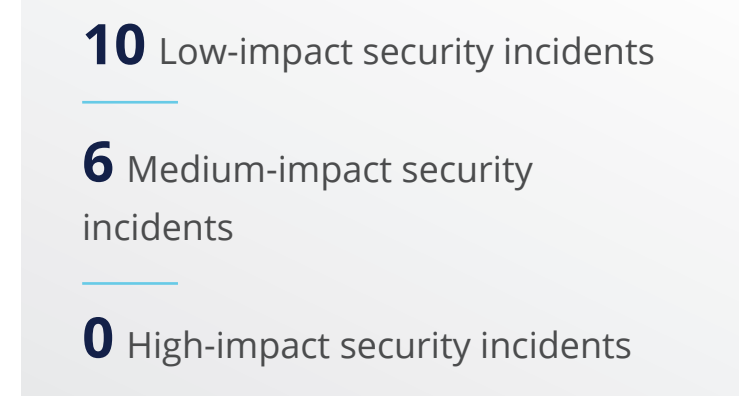 10 Low-impact security incidents
6 Medium-impact security
incidents
0 High-impact security incidents